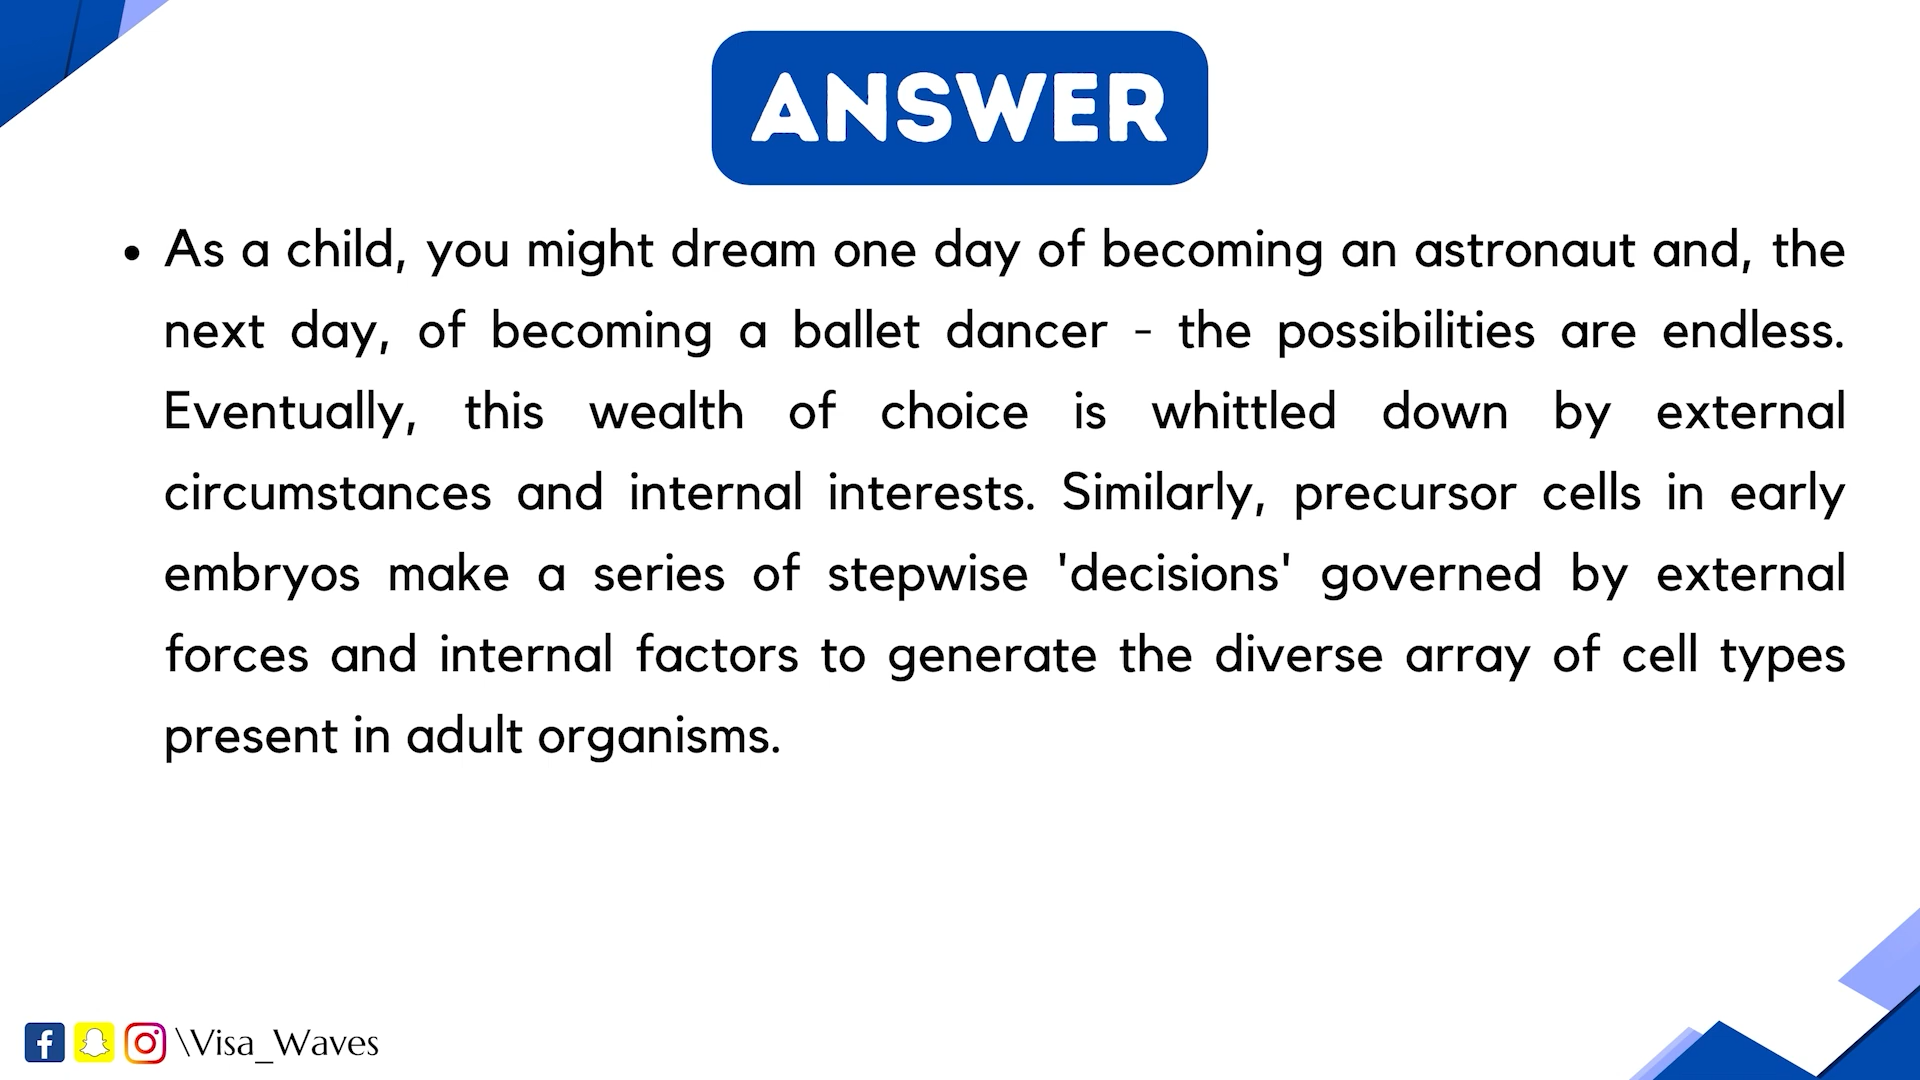 ANSWER
• As a child, you might dream one day of becoming an astronaut and, the
next day, of becoming a ballet dancer - the possibilities are endless.
Eventually, this wealth of choice is whittled down by external
circumstances and internal interests. Similarly, precursor cells in early
embryos make a series of stepwise 'decisions' governed by external
forces and internal factors to generate the diverse array of cell types
present in adult organisms.
\Visa_Waves